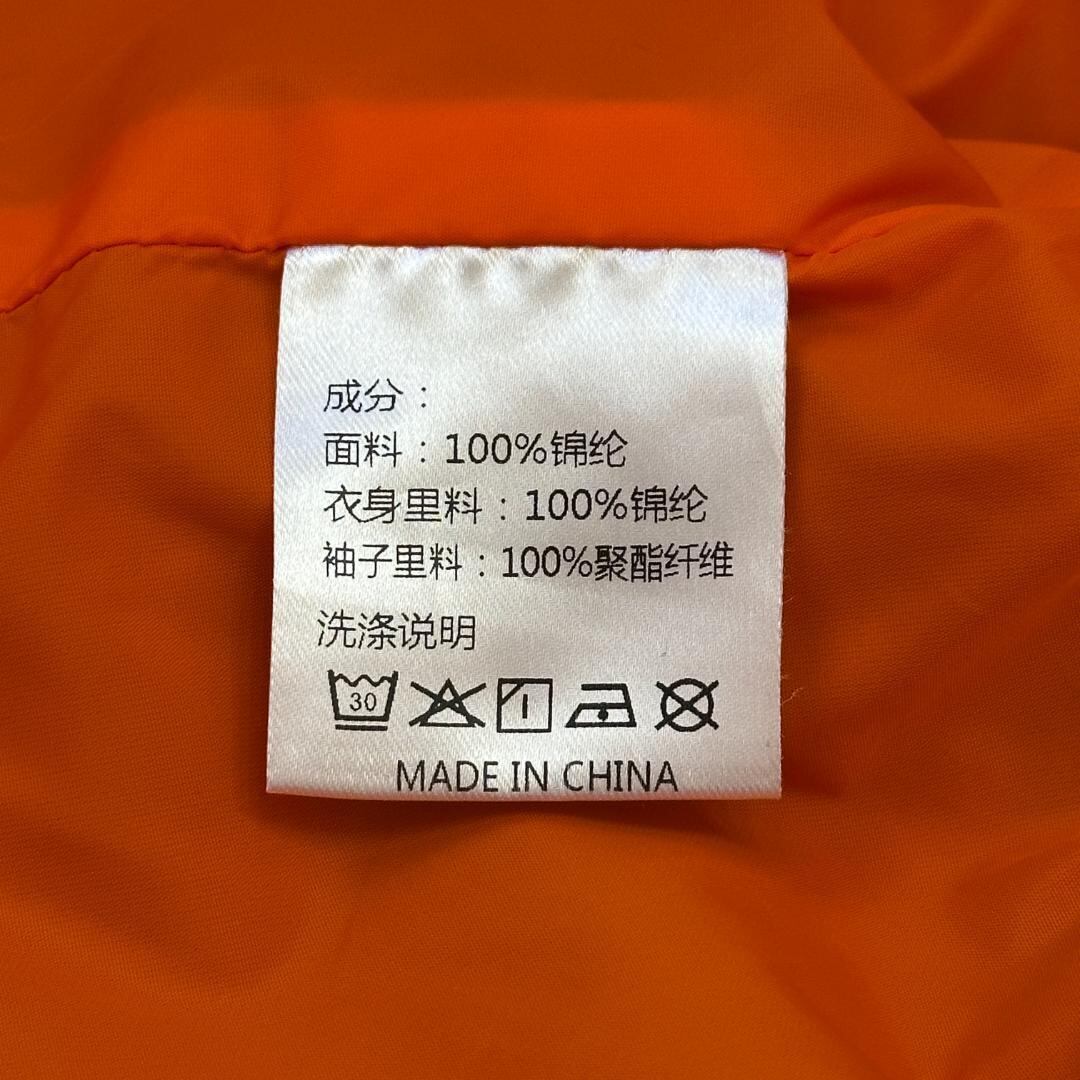 成分：
面料：100%锦纶
衣身里料：100%锦纶
袖子里料：100%聚酯纤维
洗涤说明
30
MADE IN CHINA